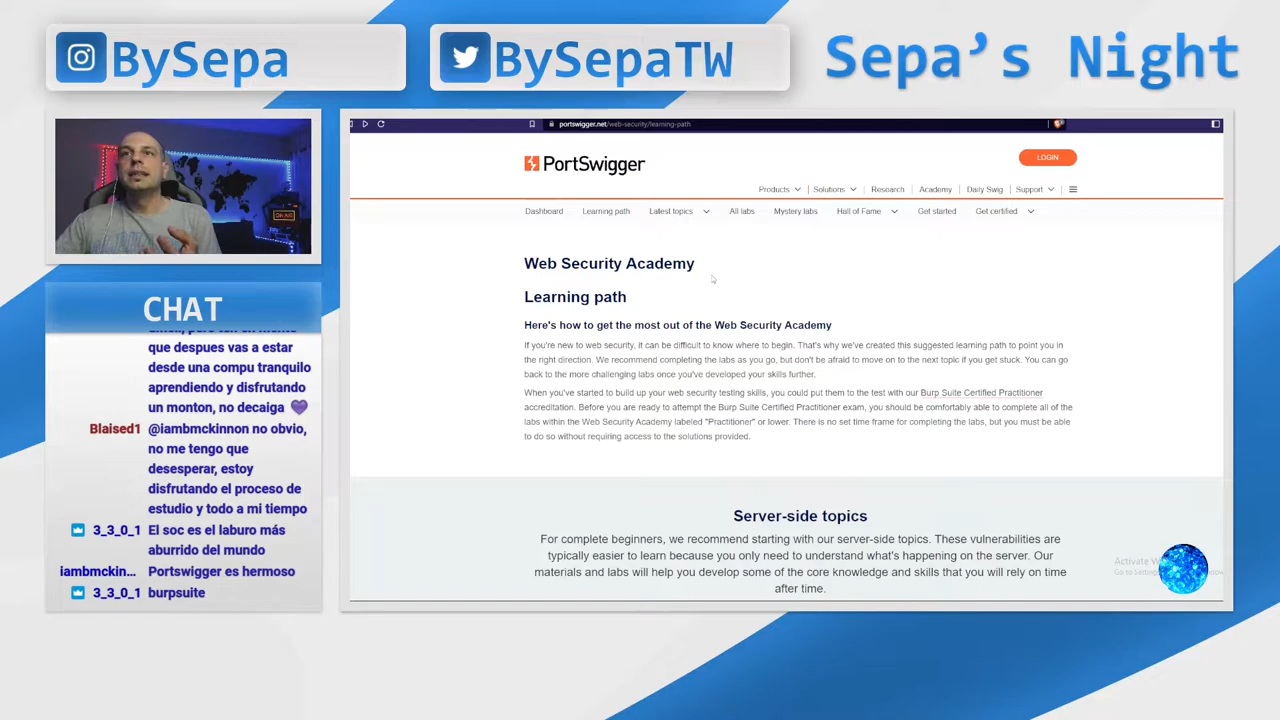 BySepa
BySepaTW
Sepa's Night
portswigger.net/web-security/learning-path
PortSwigger
LOGIN
Products
Solutions
Research
Academy
Daily Swig
Support
Dashboard
Learning path
Latest topics
All labs
Mystery labs
Hall of Fame
Get started
Get certified
Web Security Academy
Learning path
Here's how to get the most out of the Web Security Academy
If you're new to web security, it can be difficult to know where to begin. That's why we've created this suggested learning path to point you in
the right direction. We recommend completing the labs as you go, but don't be afraid to move on to the next topic if you get stuck. You can go
back to the more challenging labs once you've developed your skills further.
When you've started to build up your web security testing skills, you could put them to the test with our Burp Suite Certified Practitioner
accreditation. Before you are ready to attempt the Burp Suite Certified Practitioner exam, you should be comfortably able to complete all of the
labs within the Web Security Academy labeled "Practitioner" or lower. There is no set time frame for completing the labs, but you must be able
to do so without requiring access to the solutions provided.
Server-side topics
For complete beginners, we recommend starting with our server-side topics. These vulnerabilities are
typically easier to learn because you only need to understand what's happening on the server. Our
materials and labs will help you develop some of the core knowledge and skills that you will rely on time
after time.
Activate
Go to
CHAT
que despues vas a estar
desde una compu tranquilo
aprendiendo y disfrutando
un monton, no decaiga 💜
Blaised1 @iambmckinnon no obvio,
no me tengo que
desesperar, estoy
disfrutando el proceso de
estudio y todo a mi tiempo
3_3_0_1 El soc es el laburo más
aburrido del mundo
iambmckin... Portswigger es hermoso
3_3_0_1 burpsuite